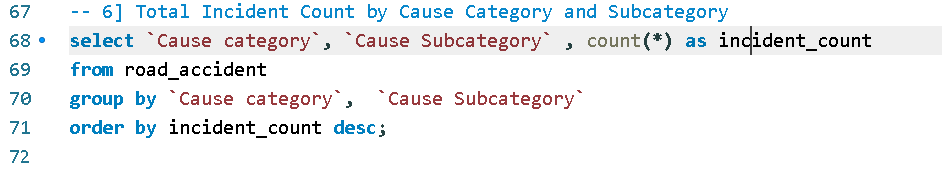 67 -- 6] Total Incident Count by Cause Category and Subcategory
68 select `Cause category`, `Cause Subcategory` , count(*) as incident_count
69 from road_accident
70 group by `Cause category`,  `Cause Subcategory`
71 order by incident_count desc;
72